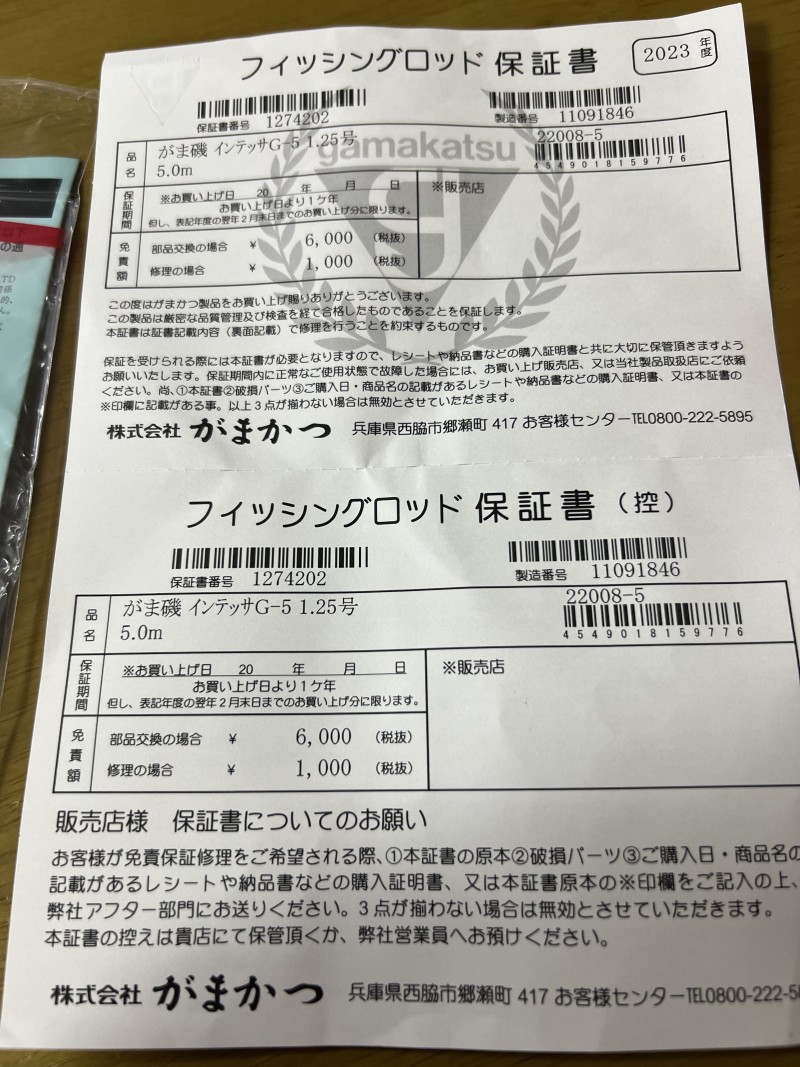 フィッシングロッド 保証書
2023 年度
保証書番号 1274202
製造番号 11091846
品名
がま磯 インテッサG-5 1.25号
5.0m
22008-5
4549018159776
gamakatsu
保証期間
※お買い上げ日 20 年 月 日
お買い上げ日より1ケ年
但し、表記年度の翌年2月末日までのお買い上げ分に限ります。
※販売店
免責額
部品交換の場合 ¥ 6,000 (税抜)
修理の場合 ¥ 1,000 (税抜)
この度はがまかつ製品をお買い上げ賜りありがとうございます。
この製品は厳密な品質管理及び検査を経て合格したものであることを保証します。
本証書は証書記載内容(裏面記載)で修理を行うことを約束するものです。
保証を受けられる際には本証書が必要となりますので、レシートや納品書などの購入証明書と共に大切に保管頂きますよう
お願いいたします。保証期間内に正常なご使用状態で故障した場合には、お買い上げ販売店、又は当社製品取扱店にご依頼
ください。尚、①本証書②破損パーツ③ご購入日・商品名の記載があるレシートや納品書などの購入証明書、又は本証書の
※印欄に記載がある事。以上3点が揃わない場合は無効とさせていただきます。
株式会社 がまかつ 兵庫県西脇市郷瀬町 417 お客様センターTEL0800-222-5895
フィッシングロッド 保証書 (控)
保証書番号 1274202
製造番号 11091846
品名
がま磯 インテッサG-5 1.25号
5.0m
22008-5
4549018159776
保証期間
※お買い上げ日 20 年 月 日
お買い上げ日より1ケ年
但し、表記年度の翌年2月末日までのお買い上げ分に限ります。
※販売店
免責額
部品交換の場合 ¥ 6,000 (税抜)
修理の場合 ¥ 1,000 (税抜)
販売店様 保証書についてのお願い
お客様が免責保証修理をご希望される際、①本証書の原本②破損パーツ③ご購入日・商品名の
記載があるレシートや納品書などの購入証明書、又は本証書原本の※印欄をご記入の上、
弊社アフター部門にお送りください。3点が揃わない場合は無効とさせていただきます。
本証書の控えは貴店にて保管頂くか、弊社営業員へお預けください。
株式会社 がまかつ 兵庫県西脇市郷瀬町 417 お客様センターTEL0800-222-5